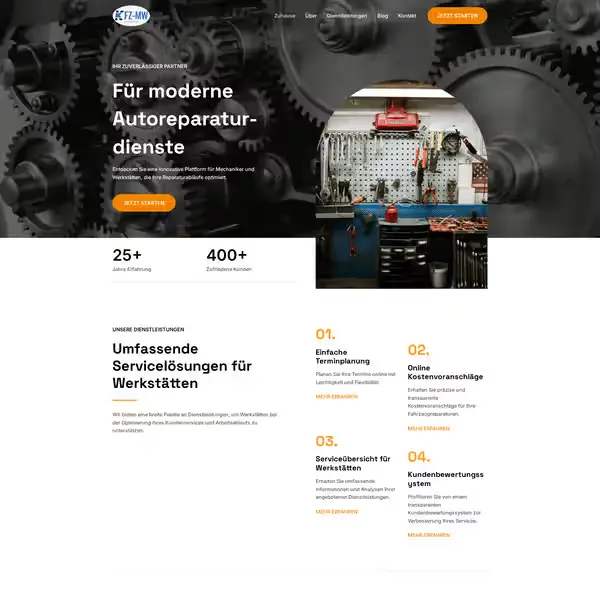 KFZ-MW
Zuhause Über Dienstleistungen Blog Kontakt JETZT STARTEN
IHR ZUVERLÄSSIGER PARTNER
Für moderne
Autoreparatur-
dienste
Entdecken Sie eine innovative Plattform für Mechaniker und
Werkstätten, die Ihre Reparaturabläufe optimiert.
JETZT STARTEN
25+
Jahre Erfahrung
400+
Zufriedene Kunden
UNSERE DIENSTLEISTUNGEN
Umfassende
Servicelösungen für
Werkstätten
Wir bieten eine breite Palette an Dienstleistungen, um Werkstätten bei
der Optimierung ihres Kundenservices und Arbeitsablaufs zu
unterstützen.
01.
Einfache
Terminplanung
Planen Sie Ihre Termine online mit
Leichtigkeit und Flexibilität.
MEHR ERFAHREN
02.
Online
Kostenvoranschläge
Erhalten Sie präzise und
transparente
Kostenvoranschläge für Ihre
Fahrzeugreparaturen.
MEHR ERFAHREN
03.
Serviceübersicht für
Werkstätten
Erhalten Sie umfassende
Informationen und Analysen Ihrer
angebotenen Dienstleistungen.
MEHR ERFAHREN
04.
Kundenbewertungss
ystem
Profitieren Sie von einem
transparenten
Kundenbewertungssystem zur
Verbesserung Ihres Services.
MEHR ERFAHREN